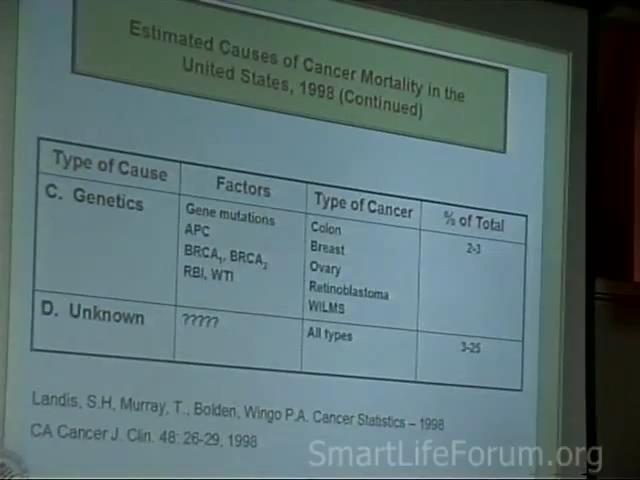 Estimated Causes of Cancer Mortality in the
United States, 1998 (Continued)
Type of Cause
Factors
Type of Cancer
% of Total
C. Genetics
Gene mutations
APC
BRCA1, BRCA2
RBI, WTI
Colon
Breast
Ovary
Retinoblastoma
WILMS
2-3
D. Unknown
?????
All types
3-25
Landis, S.H, Murray, T., Bolden, Wingo P.A. Cancer Statistics – 1998
CA Cancer J. Clin. 48: 26-29, 1998
SmartLifeForum.org